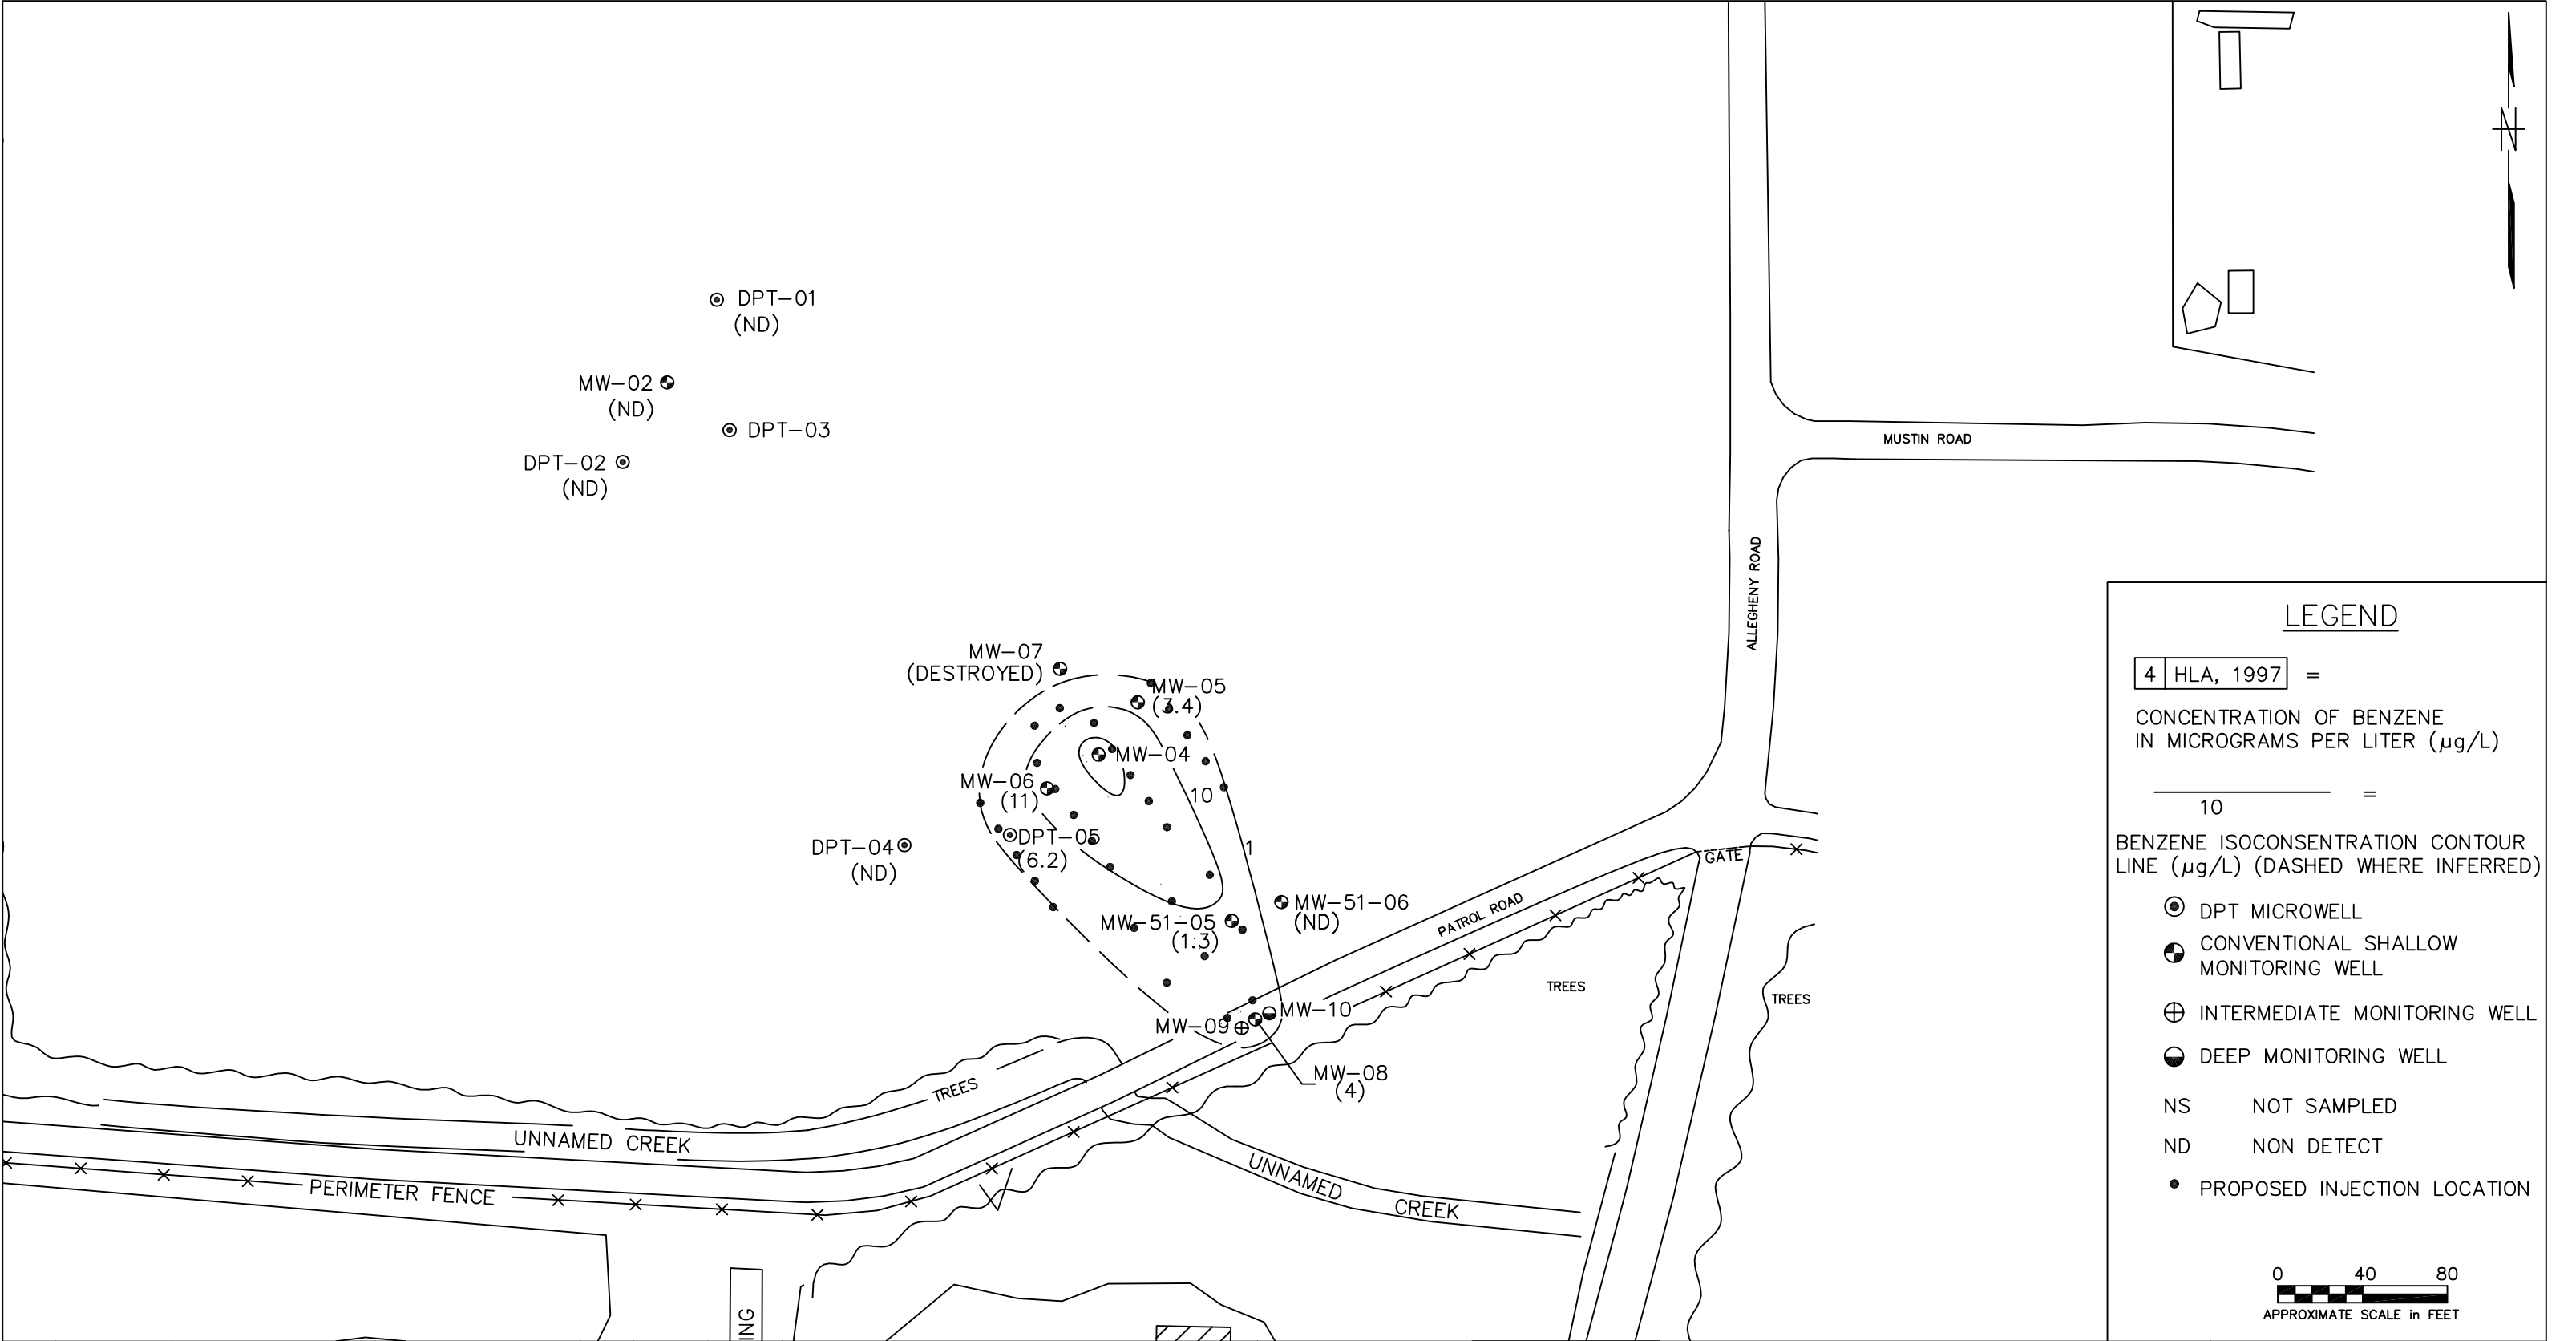 DPT-01
(ND)
MW-02
(ND)
DPT-03
DPT-02
(ND)
MUSTIN ROAD
ALLEGHENY ROAD
MW-07
(DESTROYED)
MW-05
(3.4)
MW-04
MW-06
(11)
10
DPT-05
(6.2)
DPT-04
(ND)
1
GATE
MW-51-06
(ND)
MW-51-05
(1.3)
PATROL ROAD
TREES
TREES
MW-10
MW-09
MW-08
(4)
TREES
UNNAMED CREEK
PERIMETER FENCE
UNNAMED CREEK
ING
N
LEGEND
4 HLA, 1997 =
CONCENTRATION OF BENZENE
IN MICROGRAMS PER LITER (µg/L)
10 =
BENZENE ISOCONSENTRATION CONTOUR
LINE (µg/L) (DASHED WHERE INFERRED)
DPT MICROWELL
CONVENTIONAL SHALLOW
MONITORING WELL
INTERMEDIATE MONITORING WELL
DEEP MONITORING WELL
NS NOT SAMPLED
ND NON DETECT
PROPOSED INJECTION LOCATION
0 40 80
APPROXIMATE SCALE in FEET